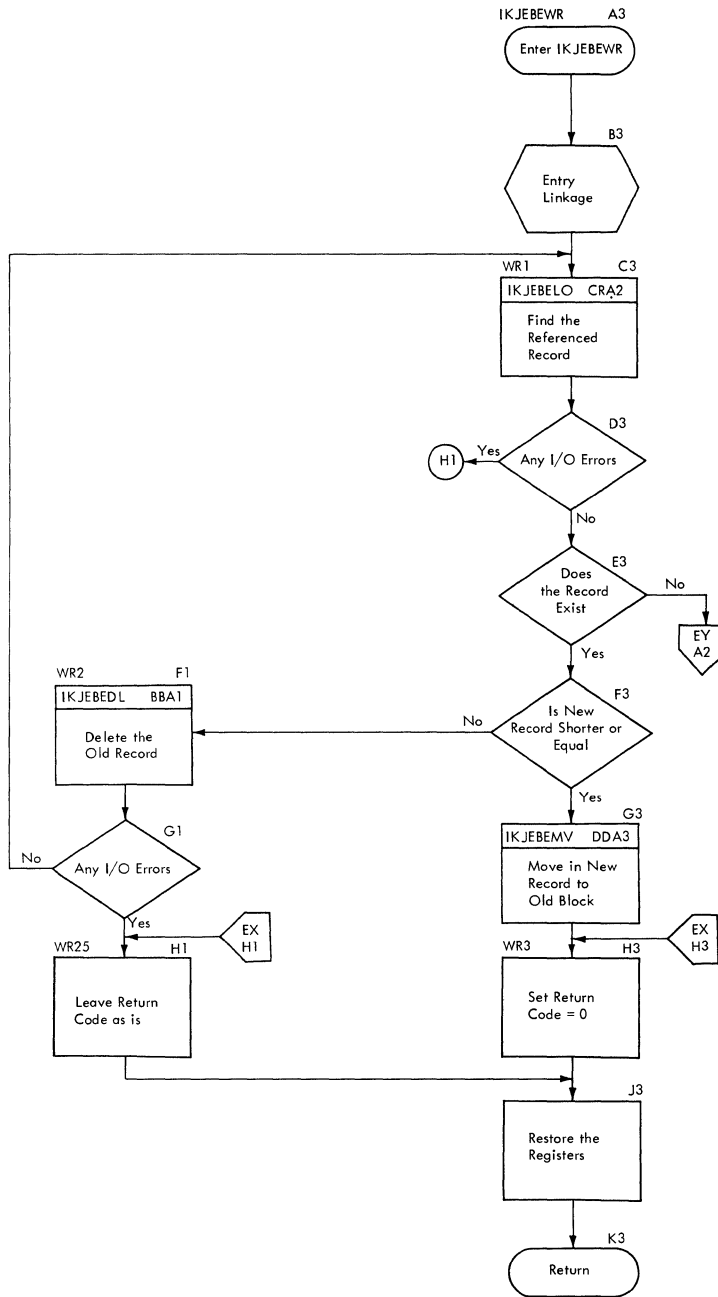 IKJEBEWR A3
Enter IKJEBEWR
B3
Entry
Linkage
WR1 C3
IKJEBELO CRA2
Find the
Referenced
Record
D3
H1
Yes
Any I/O Errors
No
E3
Does
the Record
Exist
No
EY
A2
Yes
WR2 F1
IKJEBEDL BBA1
Delete the
Old Record
No
F3
Is New
Record Shorter or
Equal
Yes
G1
No
Any I/O Errors
Yes
G3
IKJEBEMV DDA3
Move in New
Record to
Old Block
EX
H1
EX
H3
WR25 H1
Leave Return
Code as is
WR3 H3
Set Return
Code = 0
J3
Restore the
Registers
K3
Return